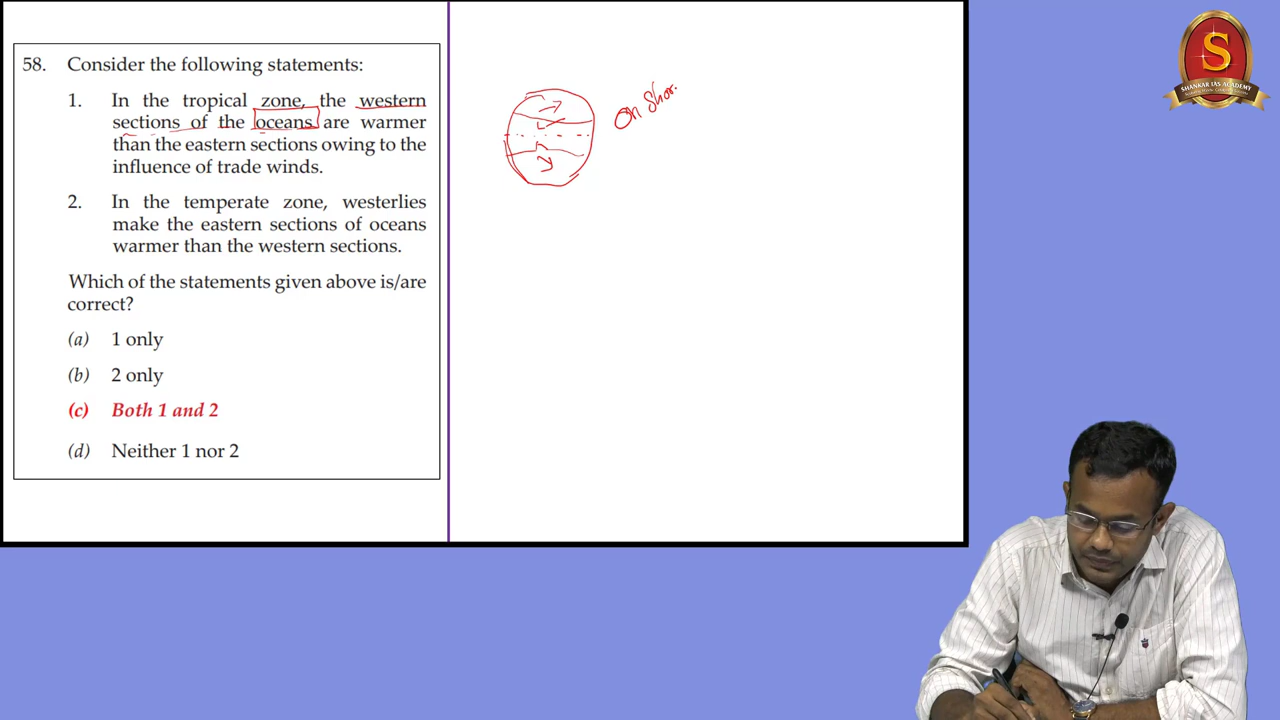 58. Consider the following statements:
1. In the tropical zone, the western
sections of the oceans are warmer
than the eastern sections owing to the
influence of trade winds.
2. In the temperate zone, westerlies
make the eastern sections of oceans
warmer than the western sections.
Which of the statements given above is/are
correct?
(a) 1 only
(b) 2 only
(c) Both 1 and 2
(d) Neither 1 nor 2
On Shor
S
SHANKAR IAS ACADEMY